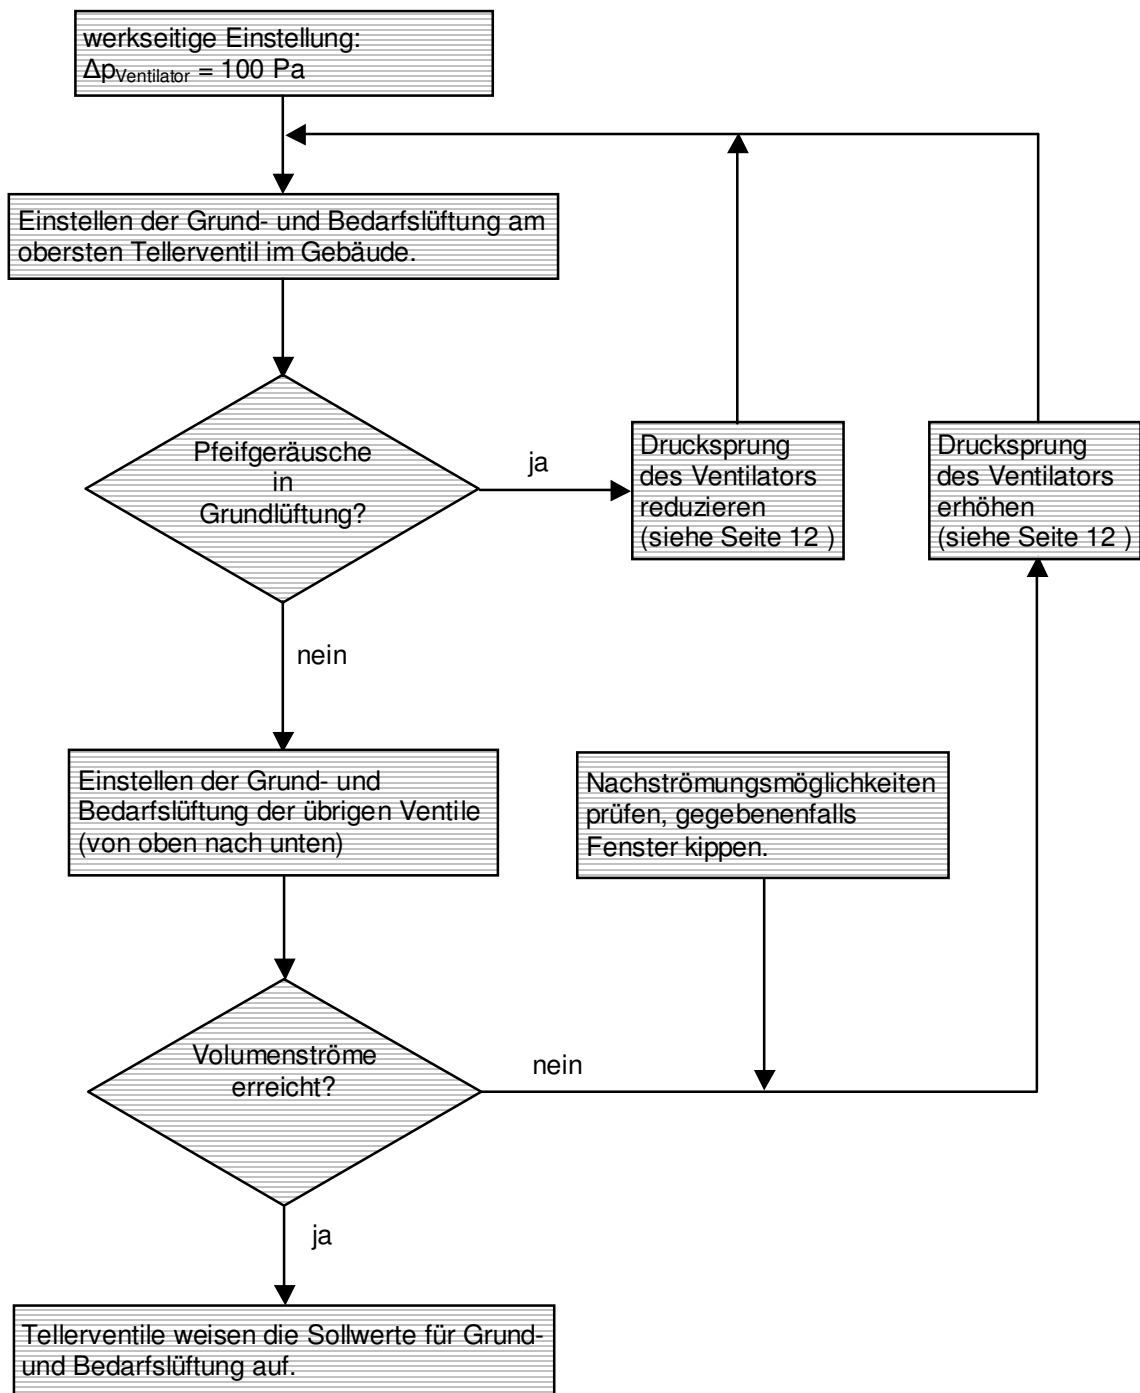 werkseitige Einstellung:
ΔpVentilator = 100 Pa
Einstellen der Grund- und Bedarfslüftung am
obersten Tellerventil im Gebäude.
Pfeifgeräusche
in
Grundlüftung?
ja
Drucksprung
des Ventilators
reduzieren
(siehe Seite 12 )
Drucksprung
des Ventilators
erhöhen
(siehe Seite 12 )
nein
Einstellen der Grund- und
Bedarfslüftung der übrigen Ventile
(von oben nach unten)
Nachströmungsmöglichkeiten
prüfen, gegebenenfalls
Fenster kippen.
Volumenströme
erreicht?
nein
ja
Tellerventile weisen die Sollwerte für Grund-
und Bedarfslüftung auf.